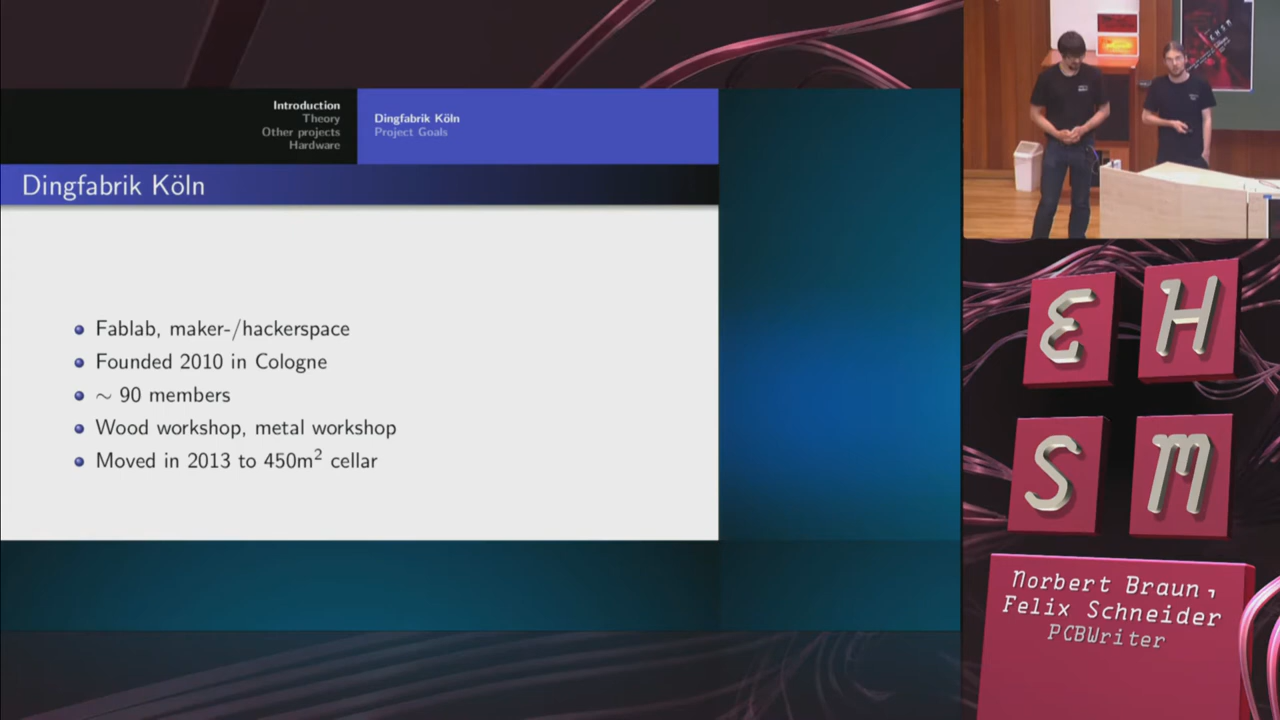 Introduction
Theory
Other projects
Hardware
Dingfabrik Köln
Project Goals
Dingfabrik Köln
Fablab, maker-/hackerspace
Founded 2010 in Cologne
∼ 90 members
Wood workshop, metal workshop
Moved in 2013 to 450m² cellar
E H
S M
Norbert Braun,
Felix Schneider
PCBWriter